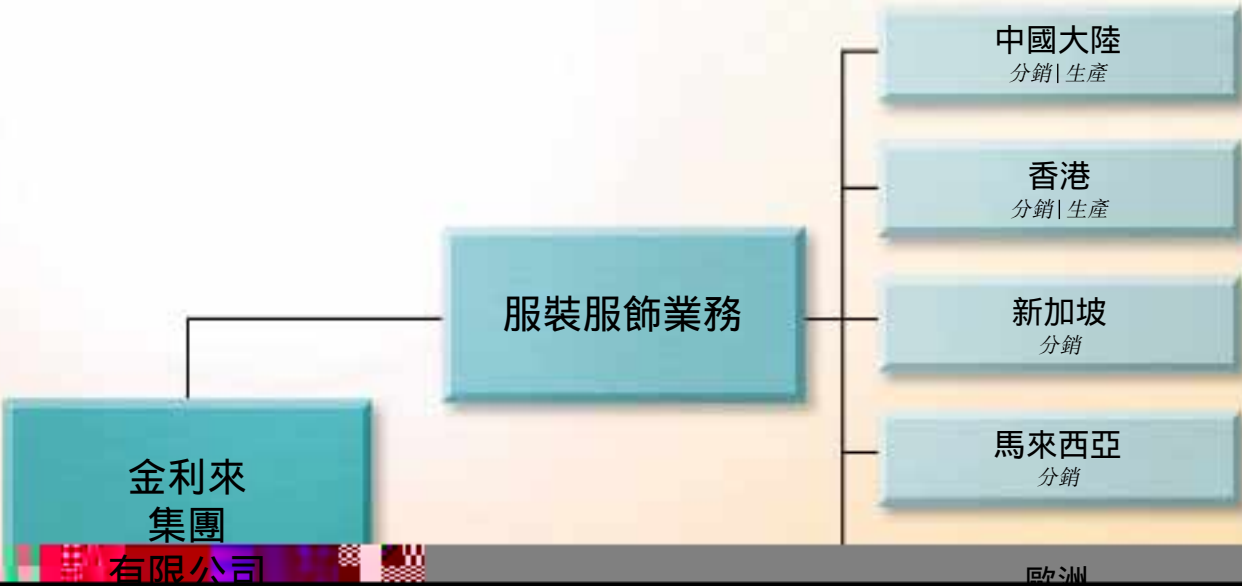 中國大陸
分銷 | 生產
香港
分銷 | 生產
服裝服飾業務
新加坡
分銷
馬來西亞
分銷
金利來
集團
有限公司
歐洲